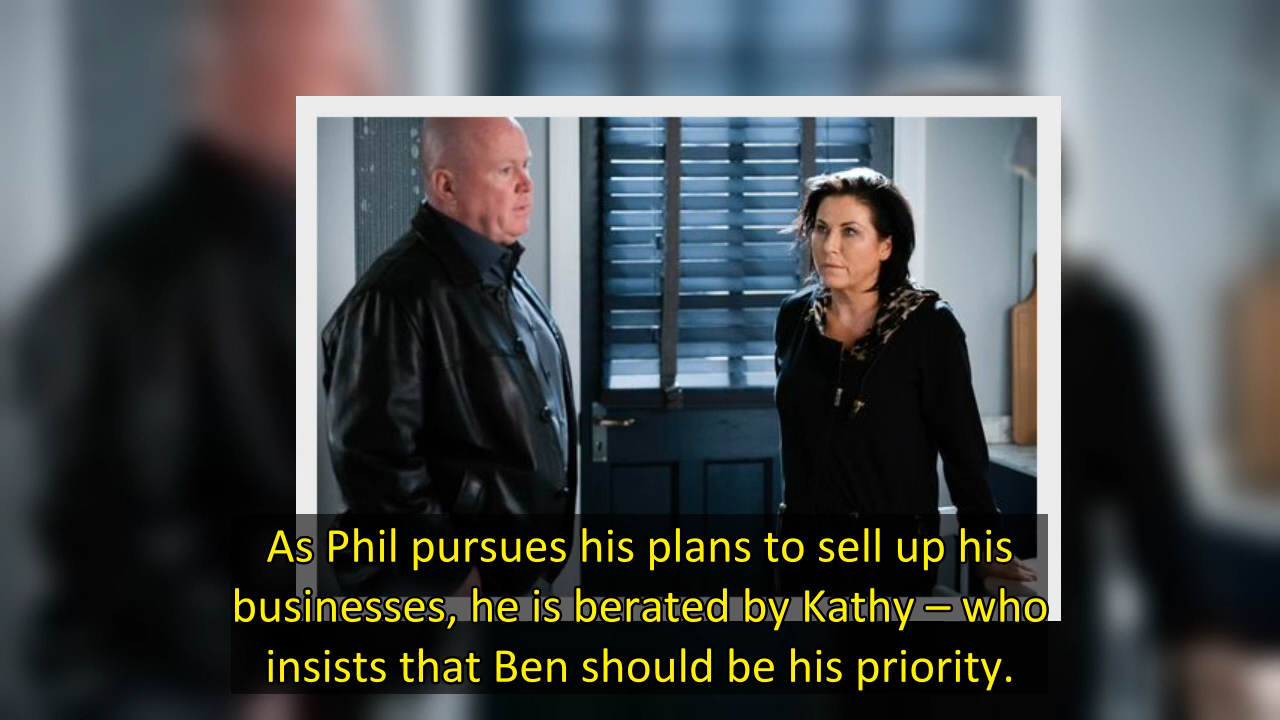 As Phil pursues his plans to sell up his
businesses, he is berated by Kathy – who
insists that Ben should be his priority.